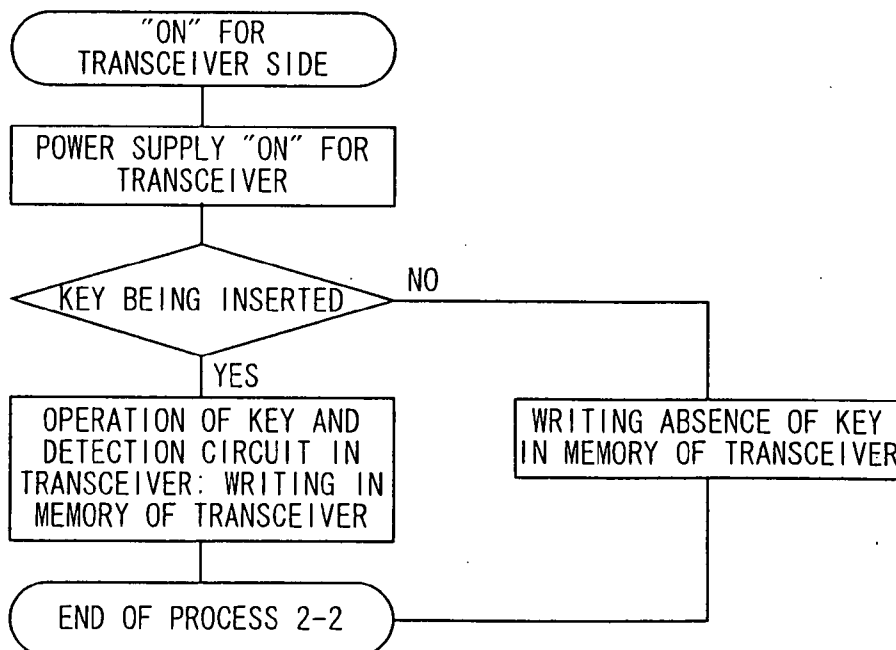 "ON" FOR
TRANSCEIVER SIDE
POWER SUPPLY "ON" FOR
TRANSCEIVER
KEY BEING INSERTED
NO
YES
OPERATION OF KEY AND
DETECTION CIRCUIT IN
TRANSCEIVER: WRITING IN
MEMORY OF TRANSCEIVER
WRITING ABSENCE OF KEY
IN MEMORY OF TRANSCEIVER
END OF PROCESS 2-2